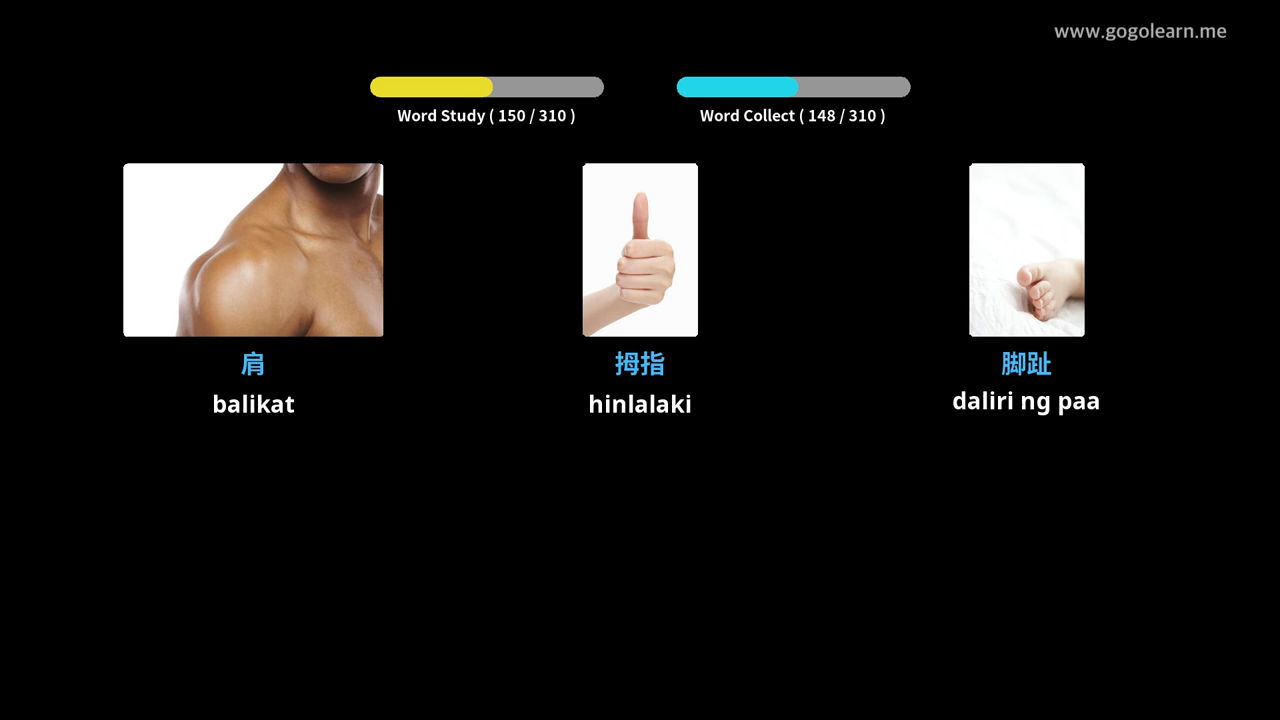 www.gogolearn.me
Word Study ( 150 / 310 )
Word Collect ( 148 / 310 )
肩
拇指
脚趾
balikat
hinlalaki
daliri ng paa